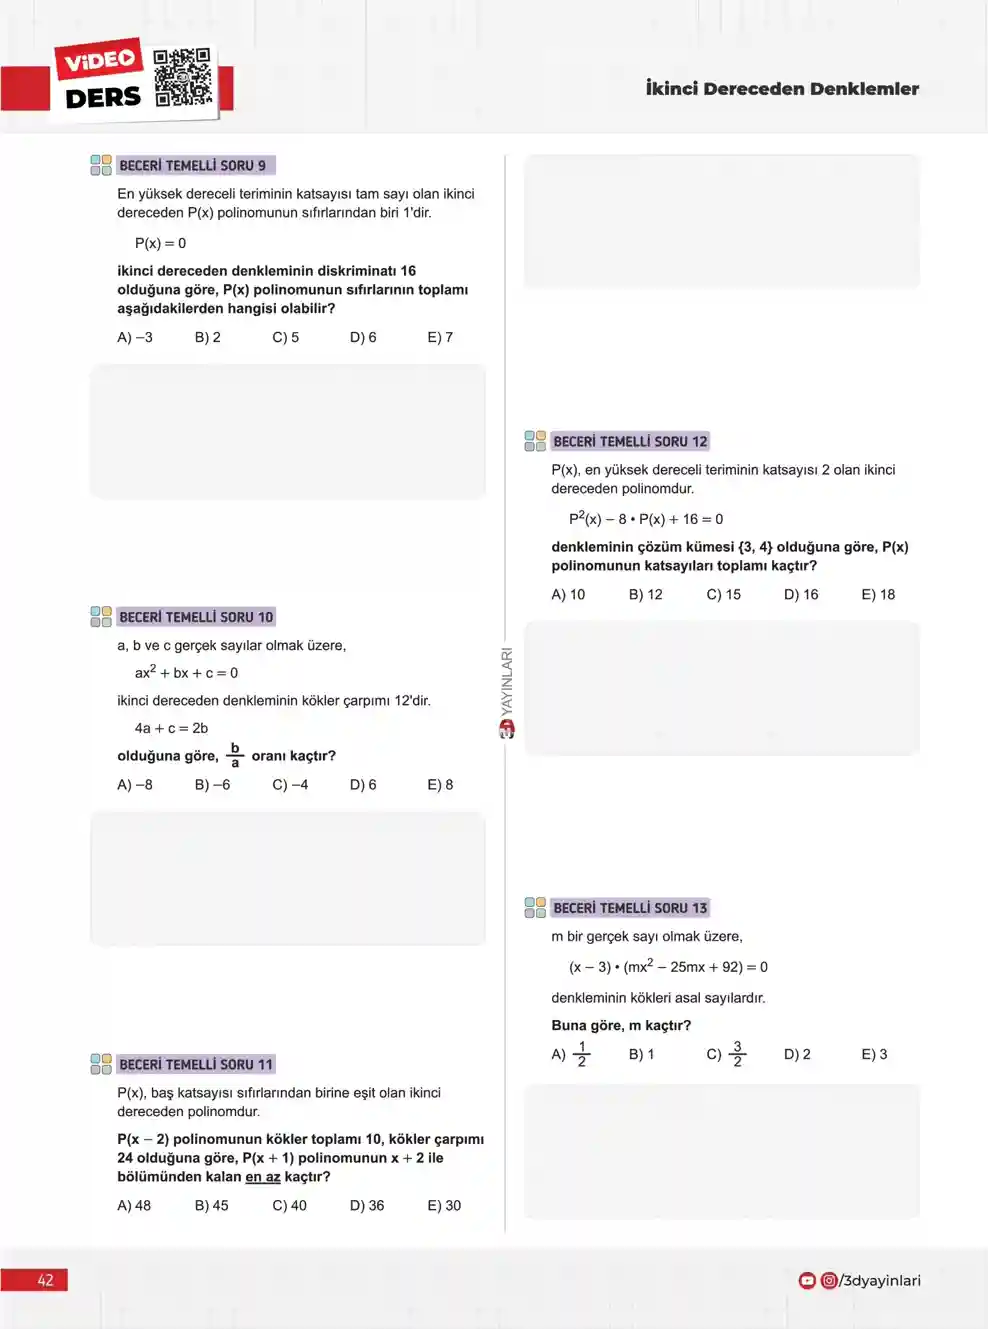 VİDEO
DERS
İkinci Dereceden Denklemler
BECERİ TEMELLİ SORU 9
En yüksek dereceli teriminin katsayısı tam sayı olan ikinci
dereceden P(x) polinomunun sıfırlarından biri 1'dir.
P(x) = 0
ikinci dereceden denkleminin diskriminatı 16
olduğuna göre, P(x) polinomunun sıfırlarının toplamı
aşağıdakilerden hangisi olabilir?
A) –3 B) 2 C) 5 D) 6 E) 7
BECERİ TEMELLİ SORU 10
a, b ve c gerçek sayılar olmak üzere,
ax² + bx + c = 0
ikinci dereceden denkleminin kökler çarpımı 12'dir.
4a + c = 2b
olduğuna göre, b/a oranı kaçtır?
A) –8 B) –6 C) –4 D) 6 E) 8
BECERİ TEMELLİ SORU 11
P(x), baş katsayısı sıfırlarından birine eşit olan ikinci
dereceden polinomdur.
P(x – 2) polinomunun kökler toplamı 10, kökler çarpımı
24 olduğuna göre, P(x + 1) polinomunun x + 2 ile
bölümünden kalan en az kaçtır?
A) 48 B) 45 C) 40 D) 36 E) 30
YAYINLARI
BECERİ TEMELLİ SORU 12
P(x), en yüksek dereceli teriminin katsayısı 2 olan ikinci
dereceden polinomdur.
P²(x) – 8 • P(x) + 16 = 0
denkleminin çözüm kümesi {3, 4} olduğuna göre, P(x)
polinomunun katsayıları toplamı kaçtır?
A) 10 B) 12 C) 15 D) 16 E) 18
BECERİ TEMELLİ SORU 13
m bir gerçek sayı olmak üzere,
(x – 3) • (mx² – 25mx + 92) = 0
denkleminin kökleri asal sayılardır.
Buna göre, m kaçtır?
A) 1/2 B) 1 C) 3/2 D) 2 E) 3
42
/3dyayinlari